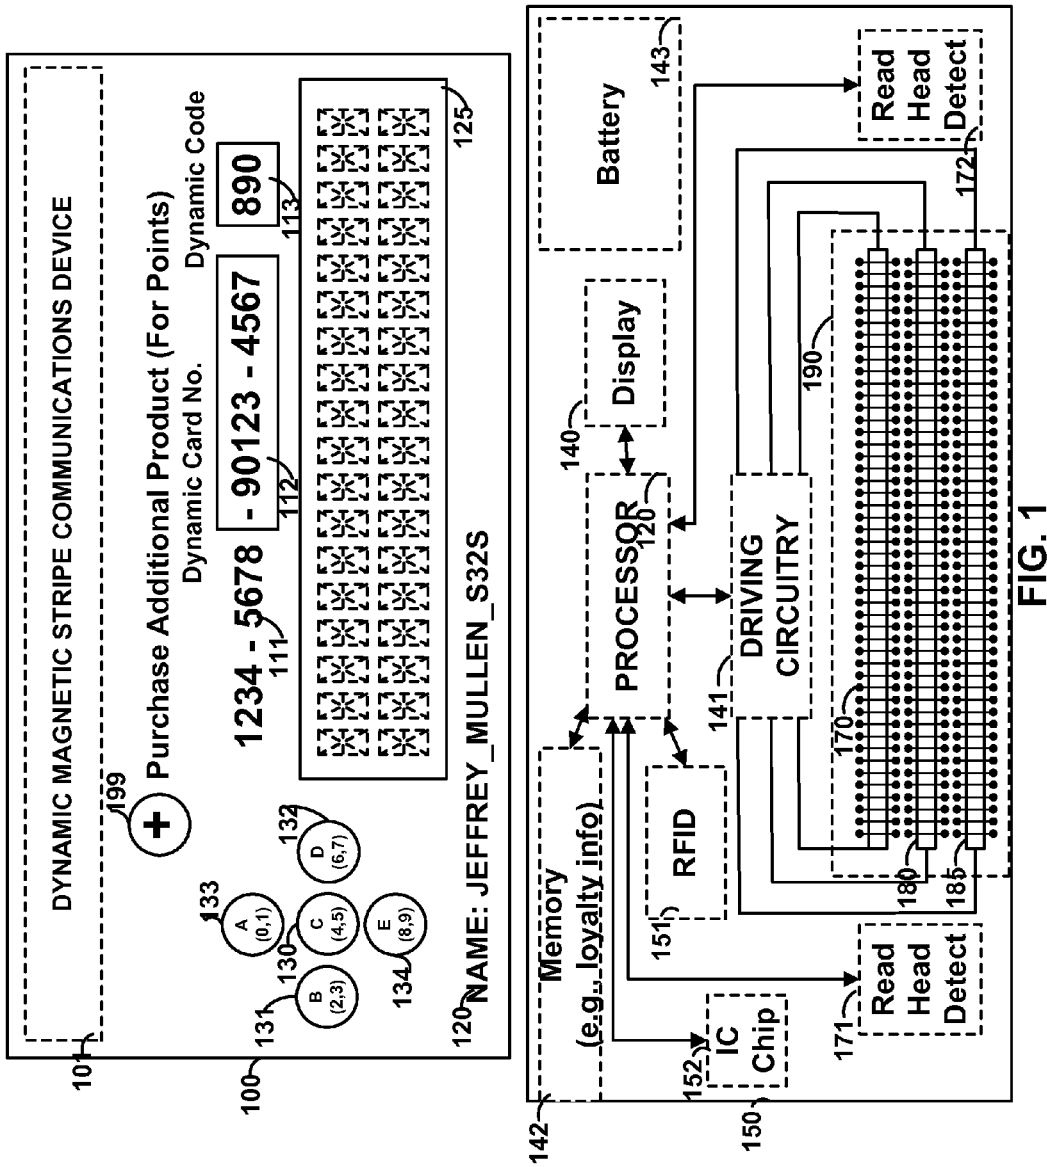 101
DYNAMIC MAGNETIC STRIPE COMMUNICATIONS DEVICE
199
+
Purchase Additional Product (For Points)
Dynamic Card No.
Dynamic Code
1234 - 5678 - 90123 - 4567
890
111
112
113
133
A
(0,1)
131
B
(2,3)
130
C
(4,5)
132
D
(6,7)
134
E
(8,9)
125
100
120
NAME: JEFFREY_MULLEN_S32S
142
Memory
(e.g., loyalty info)
140
Display
Battery
143
PROCESSOR
120
151
RFID
152
IC
Chip
141
DRIVING
CIRCUITRY
150
171
Read
Head
Detect
170
180
185
190
172
Read
Head
Detect
FIG. 1